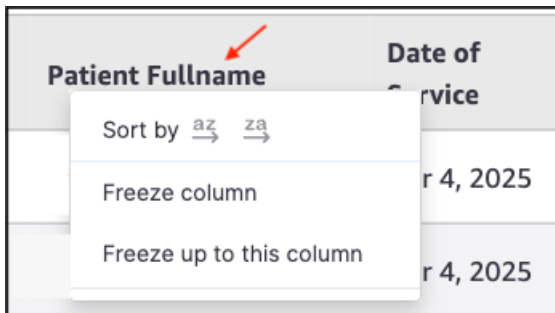 Patient Fullname
Date of
Service
Sort by az za
Freeze column
r 4, 2025
Freeze up to this column
r 4, 2025